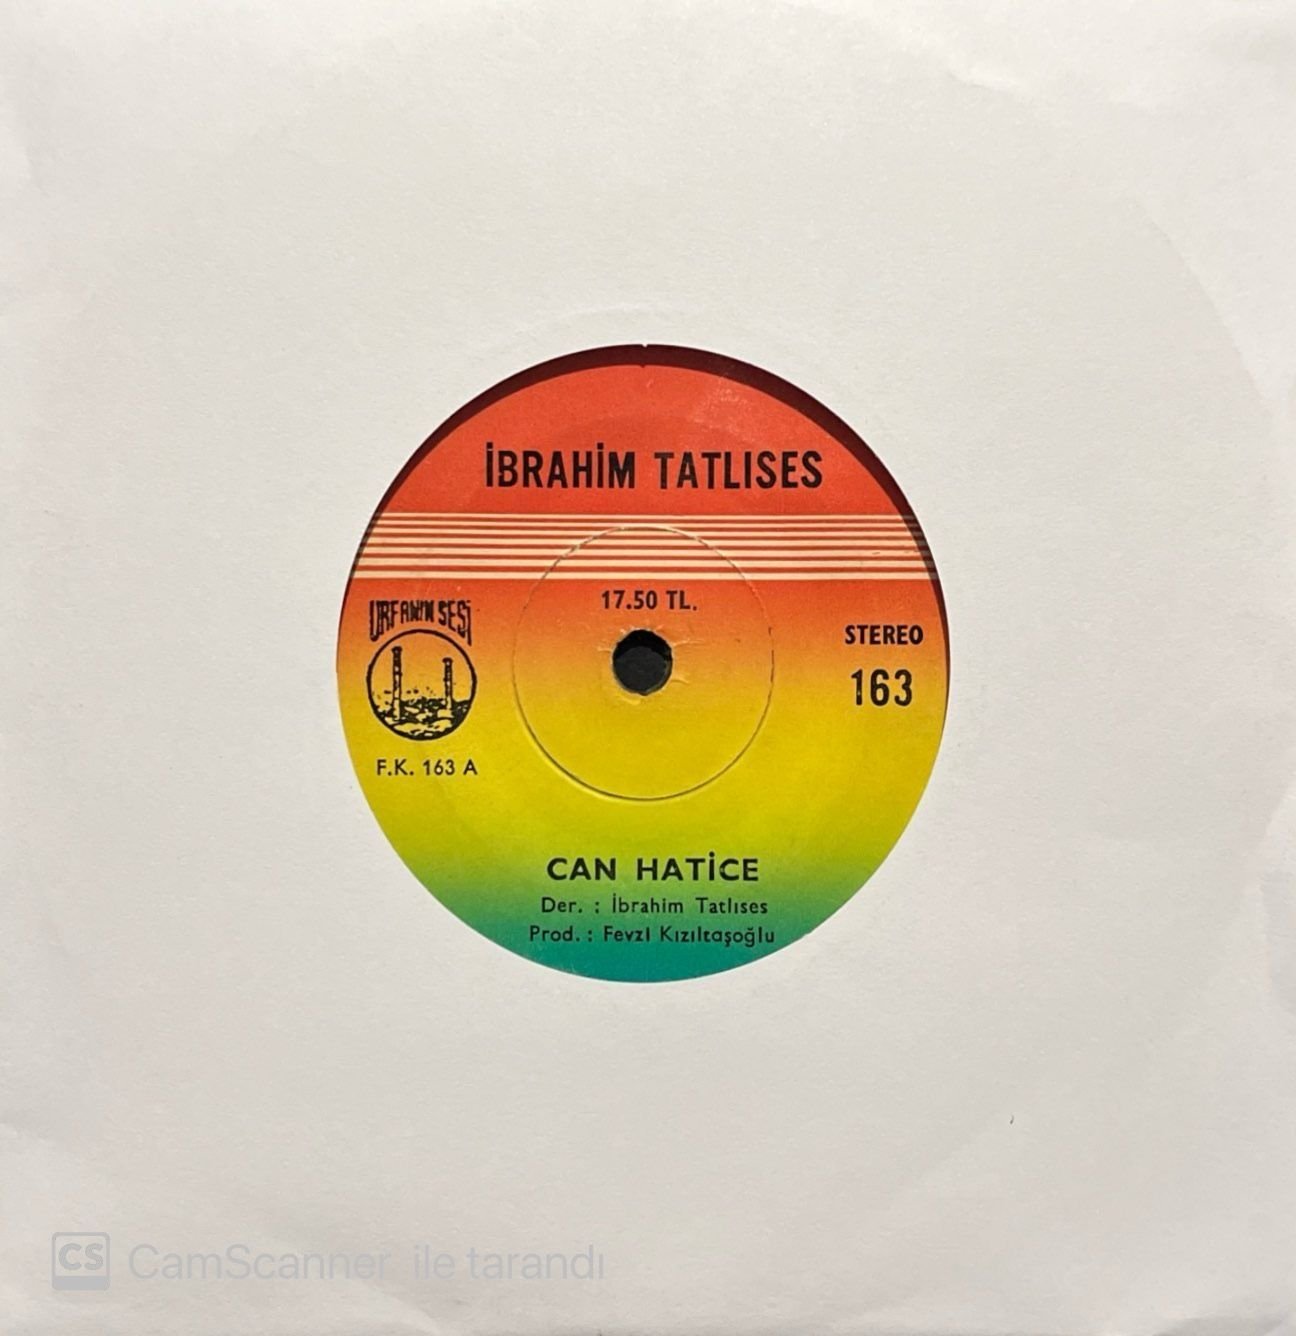 İBRAHİM TATLISES
17.50 TL.
URFANIN SESİ
STEREO
163
F.K. 163 A
CAN HATİCE
Der. : İbrahim Tatlıses
Prod. : Fevzi Kızıltaşoğlu
CS CamScanner ile tarandı